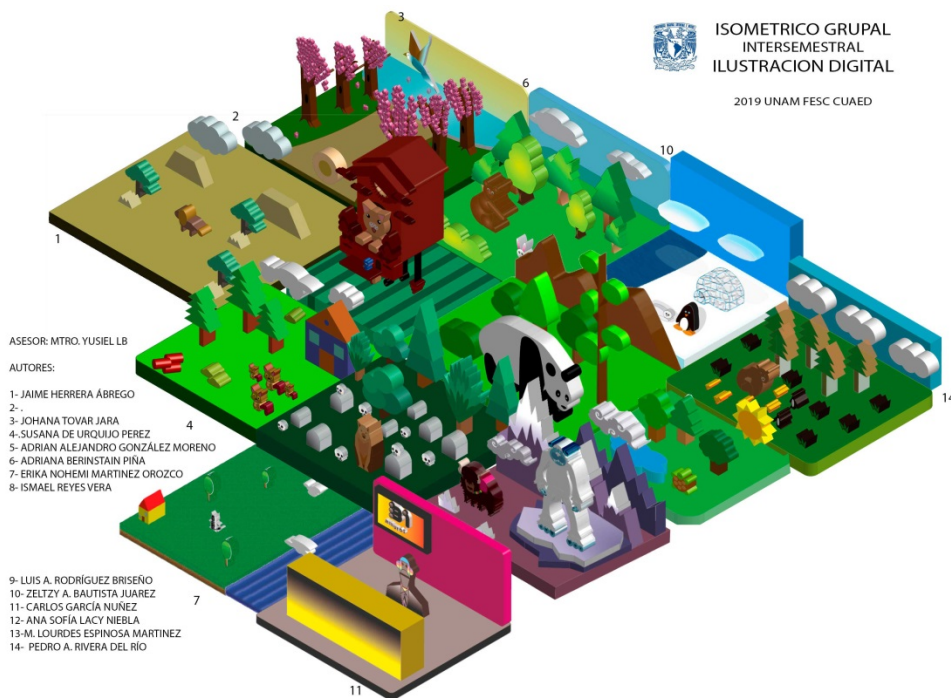 ISOMETRICO GRUPAL
INTERSEMESTRAL
ILUSTRACION DIGITAL
2019 UNAM FESC CUAED
3
6
2
10
1
ASESOR: MTRO. YUSIEL LB
AUTORES:
1- JAIME HERRERA ÁBREGO
2- .
3- JOHANA TOVAR JARA
4-.SUSANA DE URQUIJO PEREZ
5- ADRIAN ALEJANDRO GONZÁLEZ MORENO
6- ADRIANA BERINSTAIN PIÑA
7- ERIKA NOHEMI MARTINEZ OROZCO
8- ISMAEL REYES VERA
4
14
9- LUIS A. RODRÍGUEZ BRISEÑO
10- ZELTZY A. BAUTISTA JUAREZ
11- CARLOS GARCÍA NUÑEZ
12- ANA SOFÍA LACY NIEBLA
13-M. LOURDES ESPINOSA MARTINEZ
14- PEDRO A. RIVERA DEL RÍO
7
11